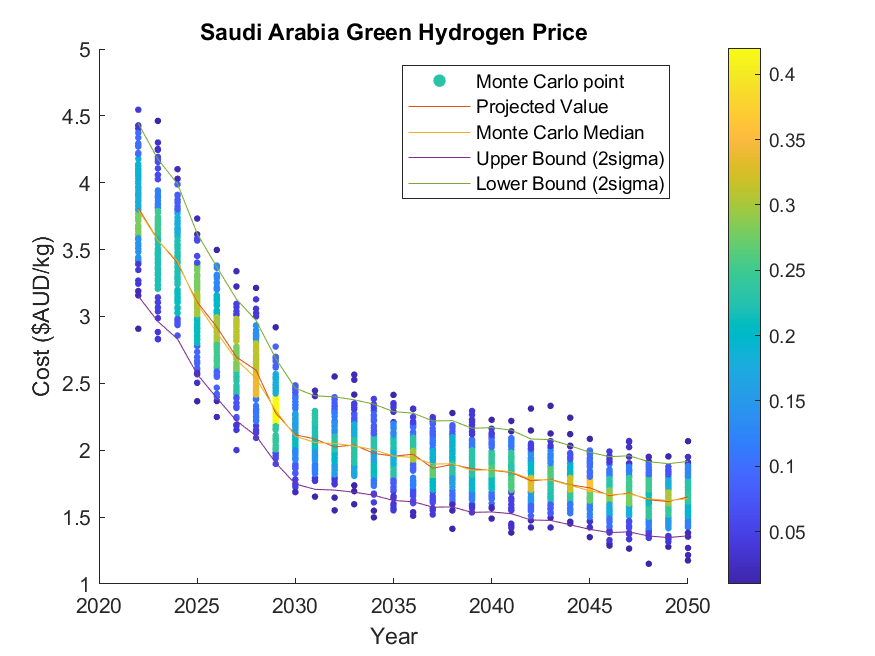 Saudi Arabia Green Hydrogen Price
5
4.5
4
3.5
3
2.5
2
1.5
1
Cost ($AUD/kg)
2020 2025 2030 2035 2040 2045 2050
Year
Monte Carlo point
Projected Value
Monte Carlo Median
Upper Bound (2sigma)
Lower Bound (2sigma)
0.4
0.35
0.3
0.25
0.2
0.15
0.1
0.05